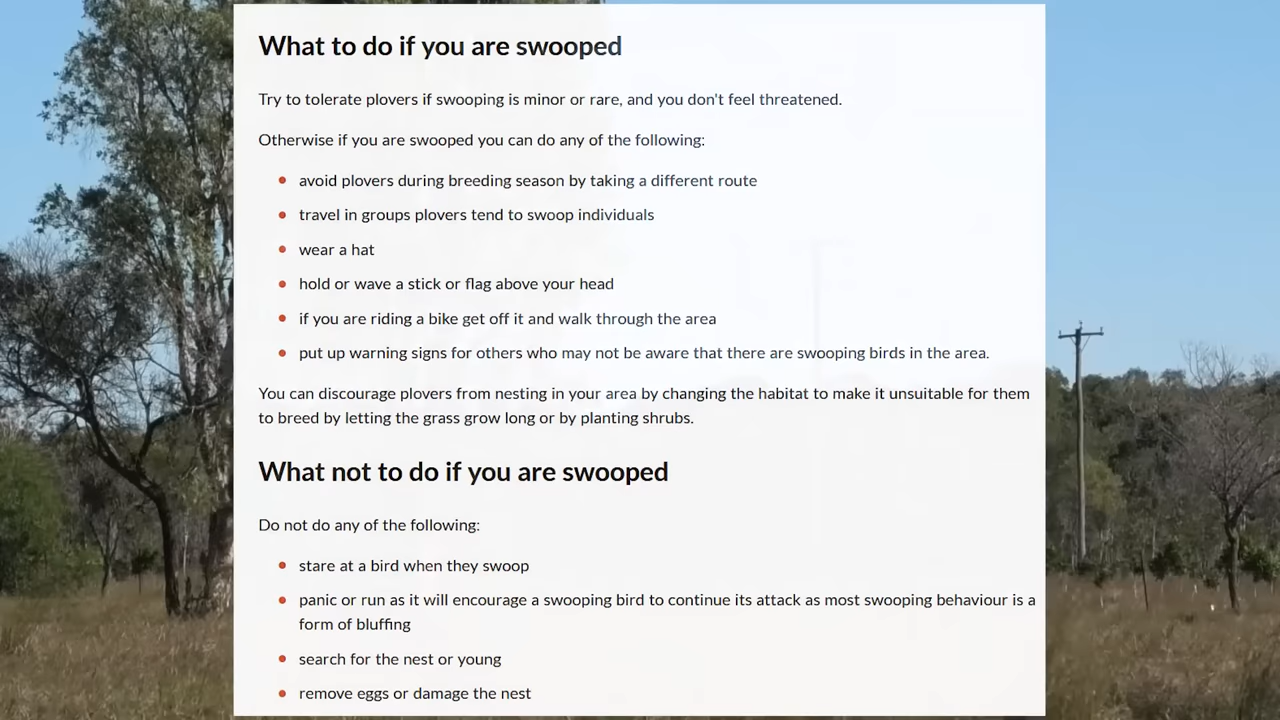 What to do if you are swooped
Try to tolerate plovers if swooping is minor or rare, and you don't feel threatened.
Otherwise if you are swooped you can do any of the following:
avoid plovers during breeding season by taking a different route
travel in groups plovers tend to swoop individuals
wear a hat
hold or wave a stick or flag above your head
if you are riding a bike get off it and walk through the area
put up warning signs for others who may not be aware that there are swooping birds in the area.
You can discourage plovers from nesting in your area by changing the habitat to make it unsuitable for them
to breed by letting the grass grow long or by planting shrubs.
What not to do if you are swooped
Do not do any of the following:
stare at a bird when they swoop
panic or run as it will encourage a swooping bird to continue its attack as most swooping behaviour is a
form of bluffing
search for the nest or young
remove eggs or damage the nest